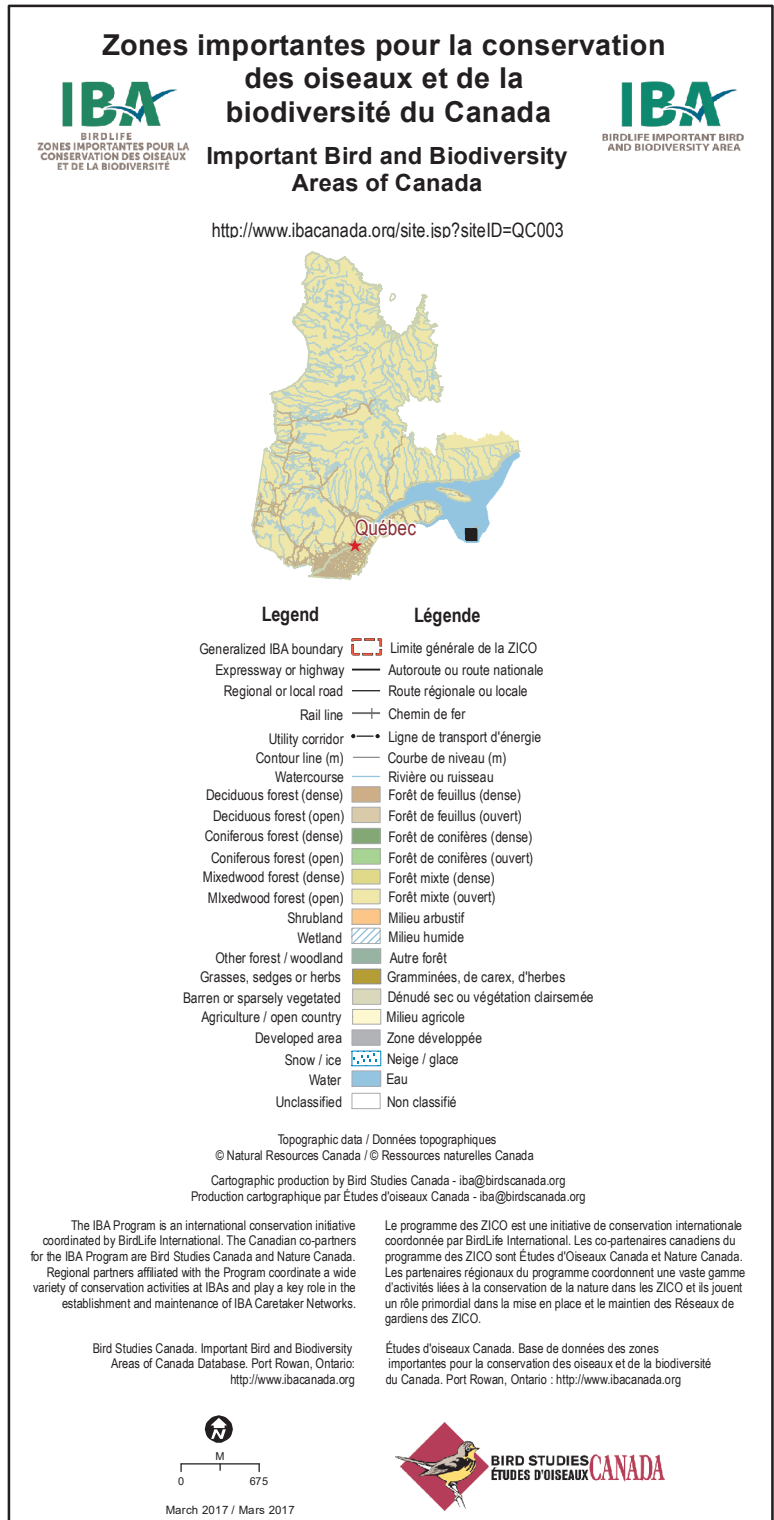 Zones importantes pour la conservation
des oiseaux et de la
biodiversité du Canada
IBA
BIRDLIFE
ZONES IMPORTANTES POUR LA
CONSERVATION DES OISEAUX
ET DE LA BIODIVERSITÉ
IBA
BIRDLIFE IMPORTANT BIRD
AND BIODIVERSITY AREA
Important Bird and Biodiversity
Areas of Canada
http://www.ibacanada.org/site.jsp?siteID=QC003
Québec
Legend Légende
Generalized IBA boundary Limite générale de la ZICO
Expressway or highway Autoroute ou route nationale
Regional or local road Route régionale ou locale
Rail line Chemin de fer
Utility corridor Ligne de transport d'énergie
Contour line (m) Courbe de niveau (m)
Watercourse Rivière ou ruisseau
Deciduous forest (dense) Forêt de feuillus (dense)
Deciduous forest (open) Forêt de feuillus (ouvert)
Coniferous forest (dense) Forêt de conifères (dense)
Coniferous forest (open) Forêt de conifères (ouvert)
Mixedwood forest (dense) Forêt mixte (dense)
MIxedwood forest (open) Forêt mixte (ouvert)
Shrubland Milieu arbustif
Wetland Milieu humide
Other forest / woodland Autre forêt
Grasses, sedges or herbs Gramminées, de carex, d'herbes
Barren or sparsely vegetated Dénudé sec ou végétation clairsemée
Agriculture / open country Milieu agricole
Developed area Zone développée
Snow / ice Neige / glace
Water Eau
Unclassified Non classifié
Topographic data / Données topographiques
© Natural Resources Canada / © Ressources naturelles Canada
Cartographic production by Bird Studies Canada - iba@birdscanada.org
Production cartographique par Études d'oiseaux Canada - iba@birdscanada.org
The IBA Program is an international conservation initiative
coordinated by BirdLife International. The Canadian co-partners
for the IBA Program are Bird Studies Canada and Nature Canada.
Regional partners affiliated with the Program coordinate a wide
variety of conservation activities at IBAs and play a key role in the
establishment and maintenance of IBA Caretaker Networks.
Le programme des ZICO est une initiative de conservation internationale
coordonnée par BirdLife International. Les co-partenaires canadiens du
programme des ZICO sont Études d'Oiseaux Canada et Nature Canada.
Les partenaires régionaux du programme coordonnent une vaste gamme
d'activités liées à la conservation de la nature dans les ZICO et ils jouent
un rôle primordial dans la mise en place et le maintien des Réseaux de
gardiens des ZICO.
Bird Studies Canada. Important Bird and Biodiversity
Areas of Canada Database. Port Rowan, Ontario:
http://www.ibacanada.org
Études d'oiseaux Canada. Base de données des zones
importantes pour la conservation des oiseaux et de la biodiversité
du Canada. Port Rowan, Ontario : http://www.ibacanada.org
N
M
0 675
March 2017 / Mars 2017
BIRD STUDIES
ÉTUDES D'OISEAUX CANADA